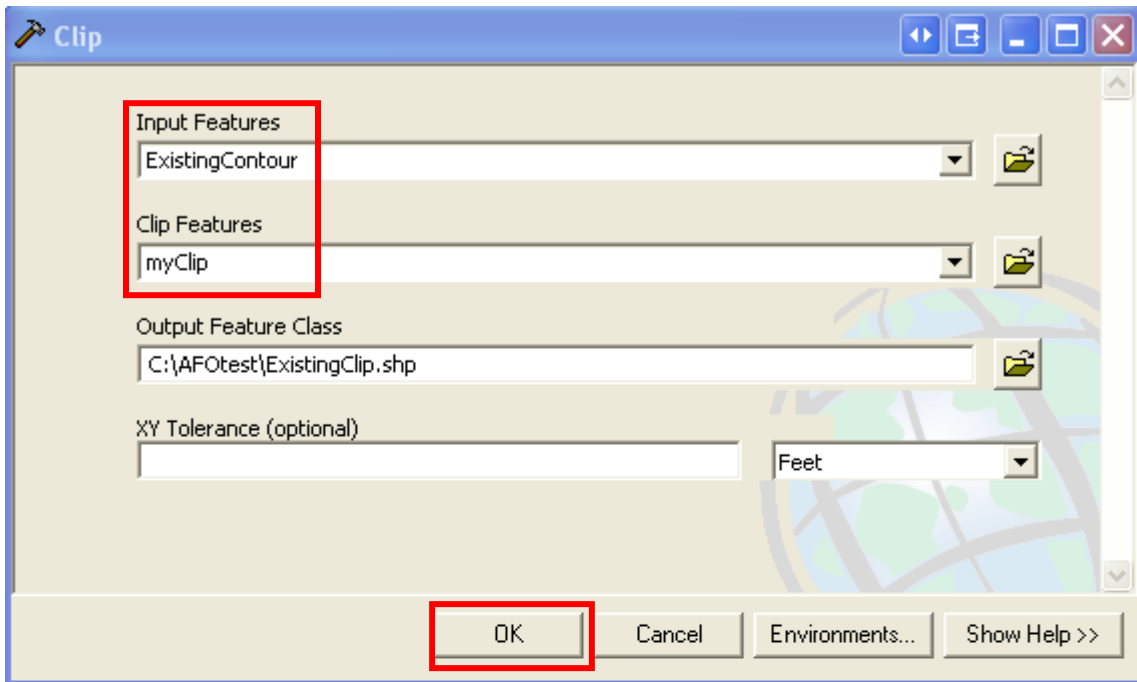 Clip
Input Features
ExistingContour
Clip Features
myClip
Output Feature Class
C:\AFOtest\ExistingClip.shp
XY Tolerance (optional)
Feet
OK Cancel Environments... Show Help >>